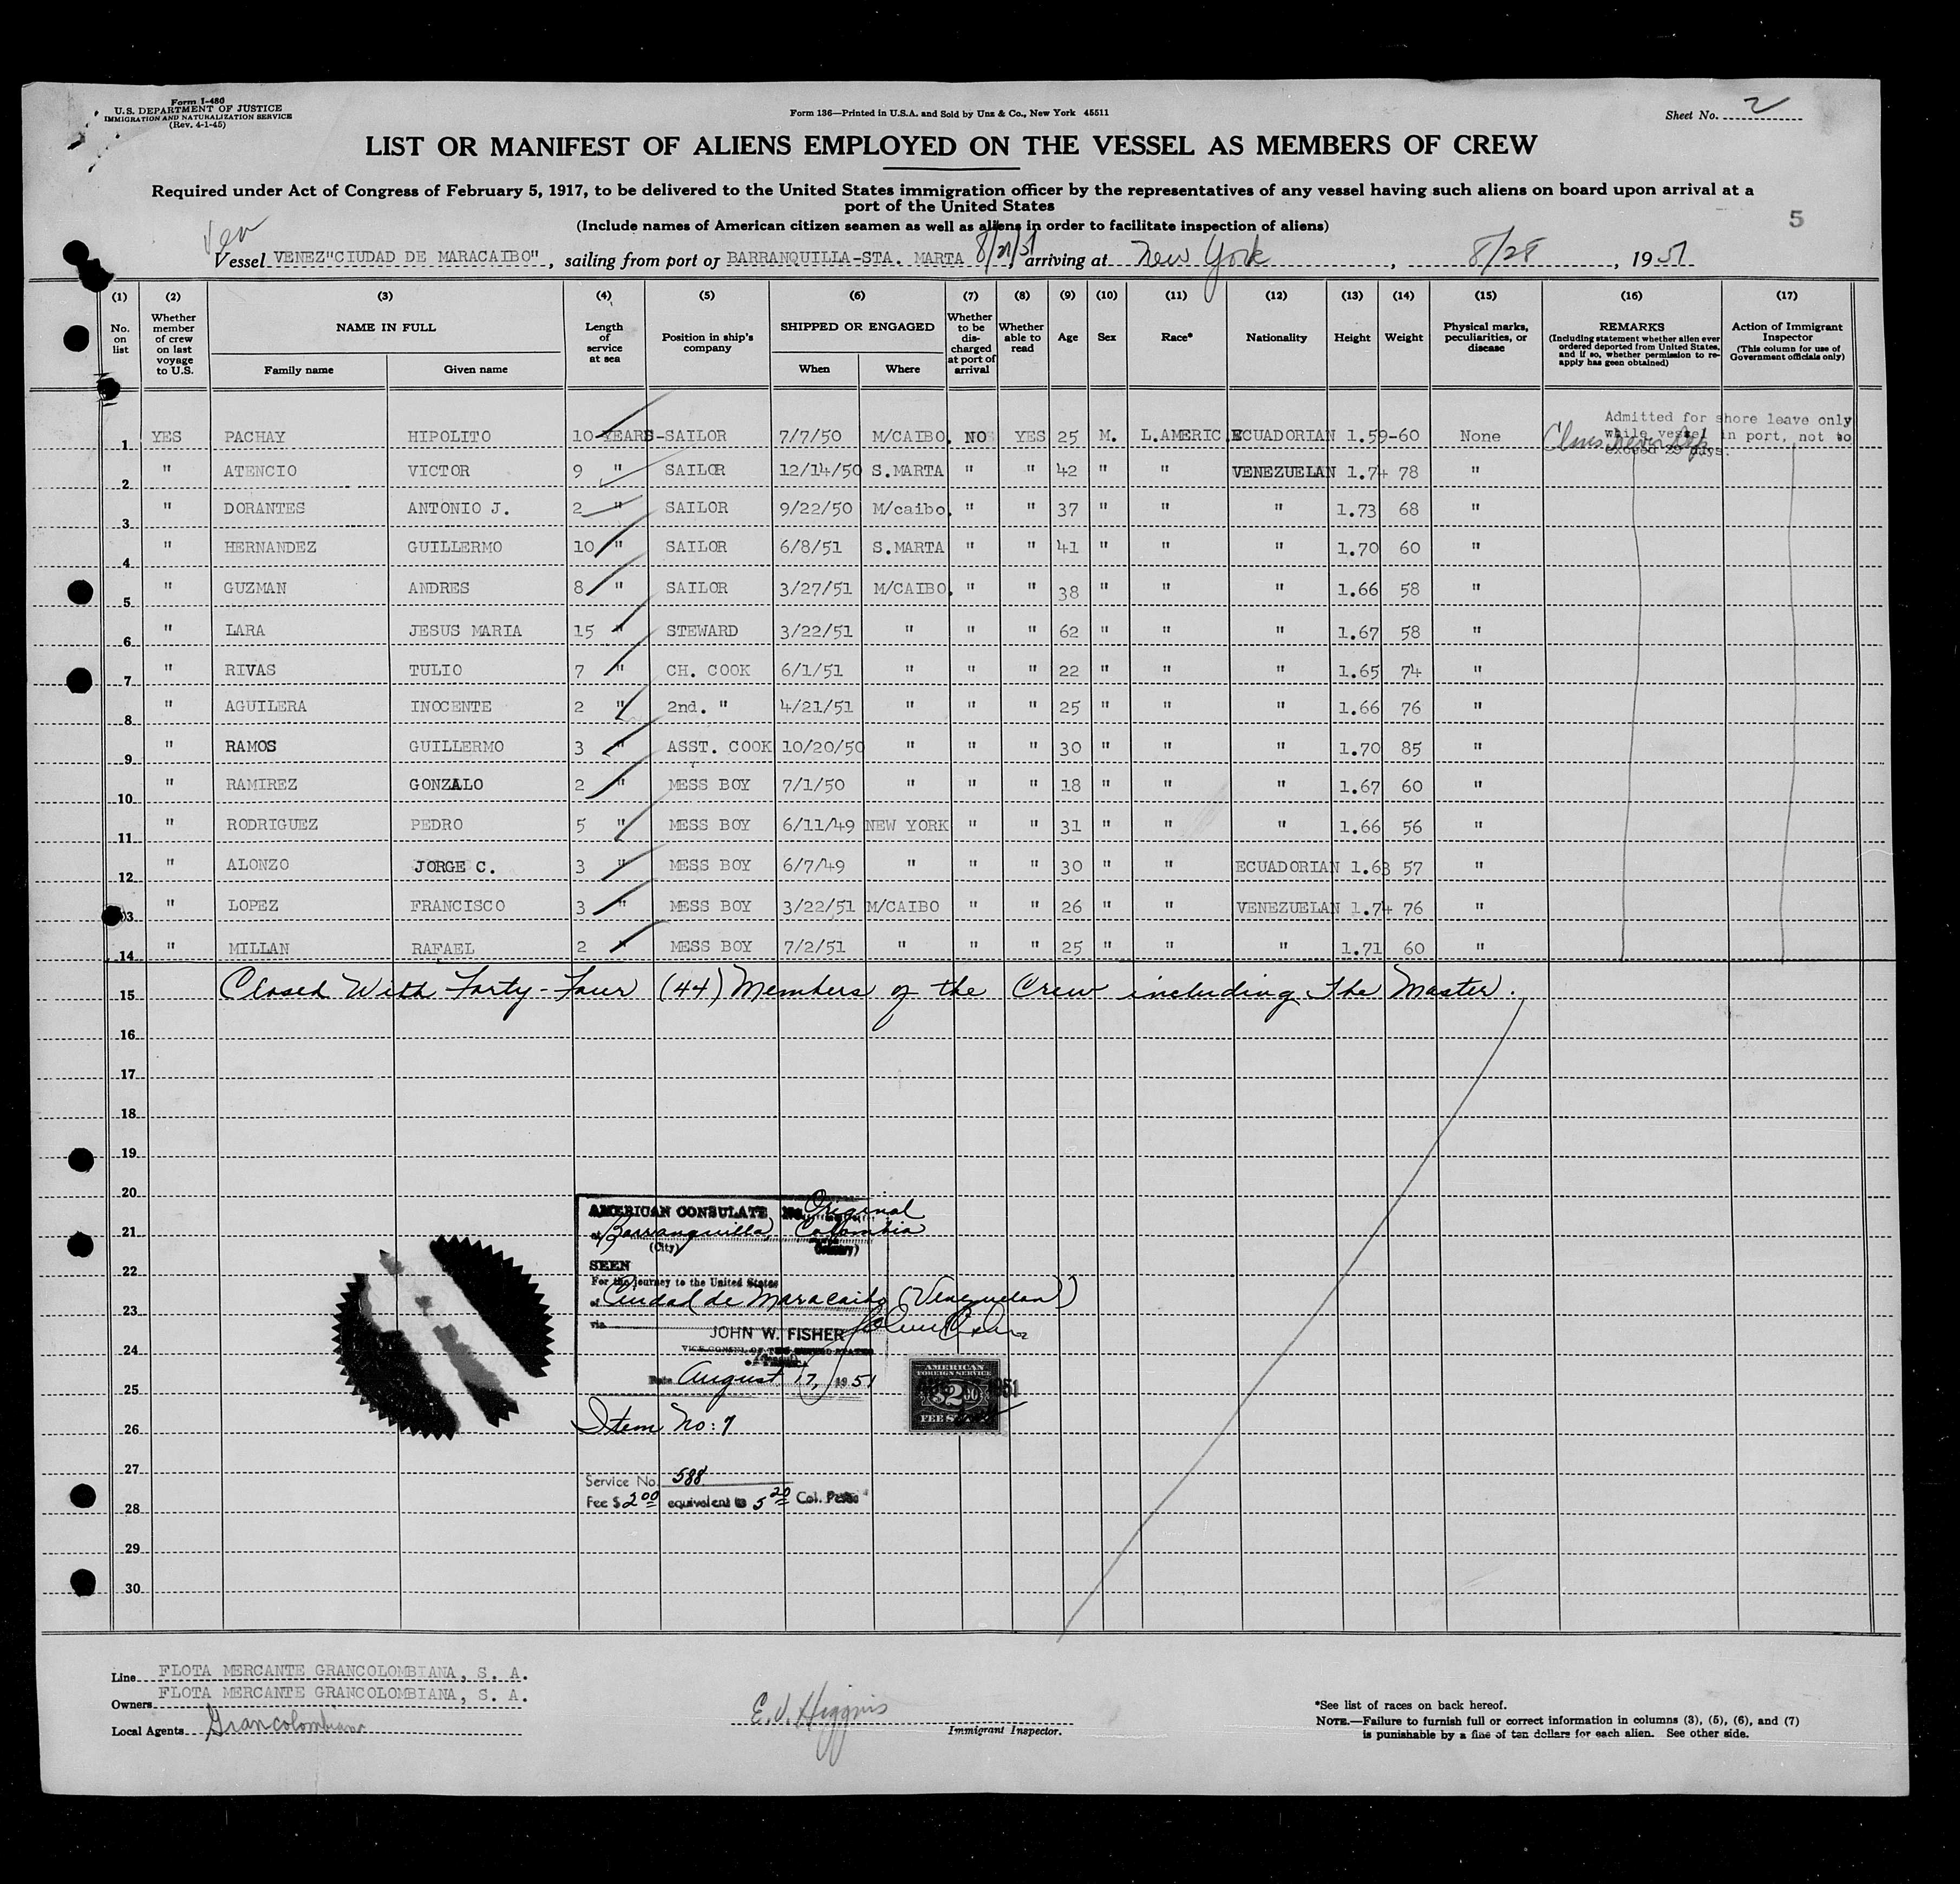 Form I-480
U.S. DEPARTMENT OF JUSTICE
IMMIGRATION AND NATURALIZATION SERVICE
(Rev. 4-1-45)
Form 136—Printed in U.S.A. and Sold by Unz & Co., New York 45511
Sheet No. 2
LIST OR MANIFEST OF ALIENS EMPLOYED ON THE VESSEL AS MEMBERS OF CREW
Required under Act of Congress of February 5, 1917, to be delivered to the United States immigration officer by the representatives of any vessel having such aliens on board upon arrival at a
port of the United States
(Include names of American citizen seamen as well as aliens in order to facilitate inspection of aliens)
5
Ven
Vessel VENEZ"CIUDAD DE MARACAIBO", sailing from port of BARRANQUILLA-STA. MARTA 8/21/51, arriving at New York, 8/28, 1951
(1) (2) (3) (4) (5) (6) (7) (8) (9) (10) (11) (12) (13) (14) (15) (16) (17)
No. on list
Whether member of crew on last voyage to U.S.
NAME IN FULL
Family name
Given name
Length of service at sea
Position in ship's company
SHIPPED OR ENGAGED
When
Where
Whether to be discharged at port of arrival
Whether able to read
Age
Sex
Race*
Nationality
Height
Weight
Physical marks, peculiarities, or disease
REMARKS
(Including statement whether alien ever ordered deported from United States, and if so, whether permission to reapply has geen obtained)
Action of Immigrant Inspector
(This column for use of Government officials only)
Admitted for shore leave only
while vessel in port, not to
exceed 29 days.
1 YES PACHAY HIPOLITO 10 YEARS-SAILOR 7/7/50 M/CAIBO. NO YES 25 M. L.AMERIC. ECUADORIAN 1.59-60 None
2 " ATENCIO VICTOR 9 " SAILOR 12/14/50 S.MARTA " " 42 " " VENEZUELAN 1.74 78 "
3 " DORANTES ANTONIO J. 2 " SAILOR 9/22/50 M/caibo. " " 37 " " " 1.73 68 "
4 " HERNANDEZ GUILLERMO 10 " SAILOR 6/8/51 S.MARTA " " 41 " " " 1.70 60 "
5 " GUZMAN ANDRES 8 " SAILOR 3/27/51 M/CAIBO. " " 38 " " " 1.66 58 "
6 " LARA JESUS MARIA 15 " STEWARD 3/22/51 " " " 62 " " " 1.67 58 "
7 " RIVAS TULIO 7 " CH. COOK 6/1/51 " " " 22 " " " 1.65 74 "
8 " AGUILERA INOCENTE 2 " 2nd. " 4/21/51 " " " 25 " " " 1.66 76 "
9 " RAMOS GUILLERMO 3 " ASST. COOK 10/20/50 " " " 30 " " " 1.70 85 "
10 " RAMIREZ GONZALO 2 " MESS BOY 7/1/50 " " " 18 " " " 1.67 60 "
11 " RODRIGUEZ PEDRO 5 " MESS BOY 6/11/49 NEW YORK " " 31 " " " 1.66 56 "
12 " ALONZO JORGE C. 3 " MESS BOY 6/7/49 " " " 30 " " ECUADORIAN 1.63 57 "
13 " LOPEZ FRANCISCO 3 " MESS BOY 3/22/51 M/CAIBO " " 26 " " VENEZUELAN 1.74 76 "
14 " MILLAN RAFAEL 2 " MESS BOY 7/2/51 " " " 25 " " " 1.71 60 "
15 Closed With Forty-Four (44) Members of the Crew including The Master.
16
17
18
19
20
21
22
23
24
25
26
27
28
29
30
AMERICAN CONSULATE No. Original
at Barranquilla, Colombia
(City) (Country)
SEEN
For the journey to the United States
of Ciudad de Maracaibo (Venezuelan)
via
JOHN W. FISHER
VICE CONSUL OF THE UNITED STATES
OF AMERICA
Date August 17, 1951
AMERICAN
FOREIGN SERVICE
$2.00
FEE STAMP
1951
Item No: 7
Service No. 588
Fee $ 2.00 equivalent to 5.20 Col. Pesos
Line FLOTA MERCANTE GRANCOLOMBIANA, S. A.
Owners FLOTA MERCANTE GRANCOLOMBIANA, S. A.
Local Agents Grancolombiana
E.J. Higgins
Immigrant Inspector.
*See list of races on back hereof.
NOTE.—Failure to furnish full or correct information in columns (3), (5), (6), and (7)
is punishable by a fine of ten dollars for each alien. See other side.